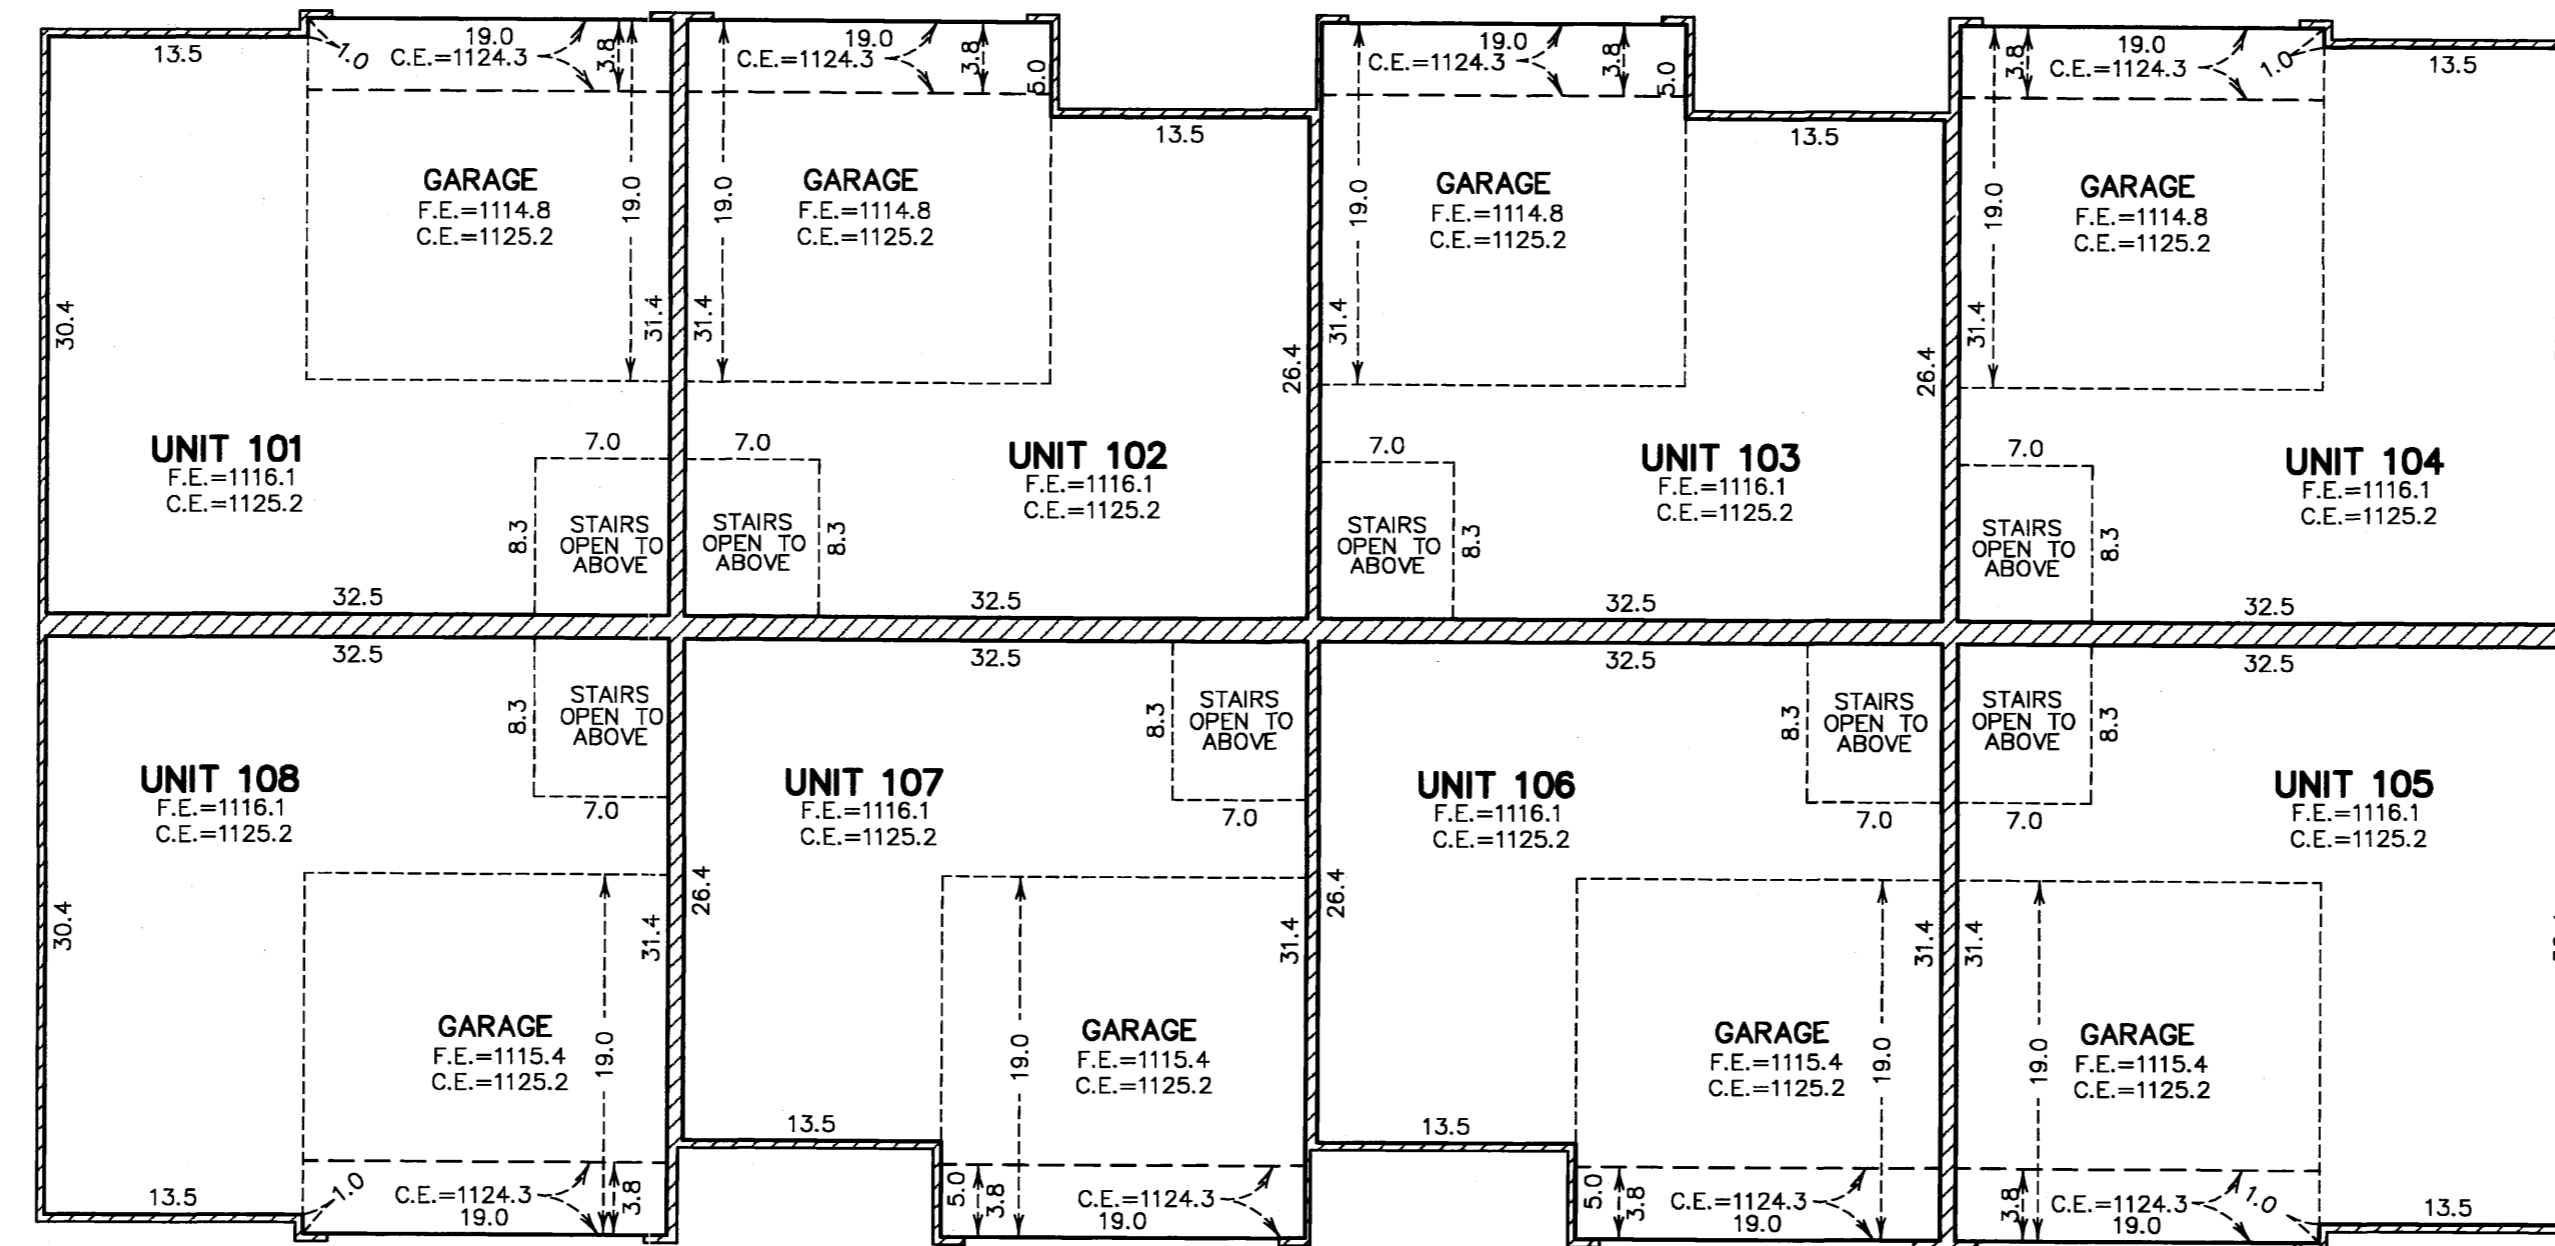 13.5
1.0
19.0
C.E.=1124.3
3.8
GARAGE
F.E.=1114.8
C.E.=1125.2
19.0
30.4
31.4
UNIT 101
F.E.=1116.1
C.E.=1125.2
7.0
8.3
STAIRS
OPEN TO
ABOVE
32.5
19.0
C.E.=1124.3
3.8
5.0
13.5
GARAGE
F.E.=1114.8
C.E.=1125.2
19.0
31.4
26.4
UNIT 102
F.E.=1116.1
C.E.=1125.2
7.0
STAIRS
OPEN TO
ABOVE
8.3
32.5
19.0
C.E.=1124.3
3.8
5.0
13.5
GARAGE
F.E.=1114.8
C.E.=1125.2
19.0
31.4
26.4
UNIT 103
F.E.=1116.1
C.E.=1125.2
7.0
STAIRS
OPEN TO
ABOVE
8.3
32.5
3.8
19.0
C.E.=1124.3
1.0
13.5
GARAGE
F.E.=1114.8
C.E.=1125.2
19.0
31.4
UNIT 104
F.E.=1116.1
C.E.=1125.2
7.0
STAIRS
OPEN TO
ABOVE
8.3
32.5
32.5
8.3
STAIRS
OPEN TO
ABOVE
7.0
UNIT 108
F.E.=1116.1
C.E.=1125.2
30.4
31.4
GARAGE
F.E.=1115.4
C.E.=1125.2
19.0
13.5
1.0
C.E.=1124.3
19.0
3.8
32.5
8.3
STAIRS
OPEN TO
ABOVE
7.0
UNIT 107
F.E.=1116.1
C.E.=1125.2
26.4
31.4
GARAGE
F.E.=1115.4
C.E.=1125.2
19.0
13.5
5.0
3.8
C.E.=1124.3
19.0
32.5
8.3
STAIRS
OPEN TO
ABOVE
7.0
UNIT 106
F.E.=1116.1
C.E.=1125.2
26.4
31.4
GARAGE
F.E.=1115.4
C.E.=1125.2
19.0
13.5
5.0
3.8
C.E.=1124.3
19.0
32.5
STAIRS
OPEN TO
ABOVE
8.3
7.0
UNIT 105
F.E.=1116.1
C.E.=1125.2
31.4
GARAGE
F.E.=1115.4
C.E.=1125.2
19.0
3.8
C.E.=1124.3
19.0
1.0
13.5